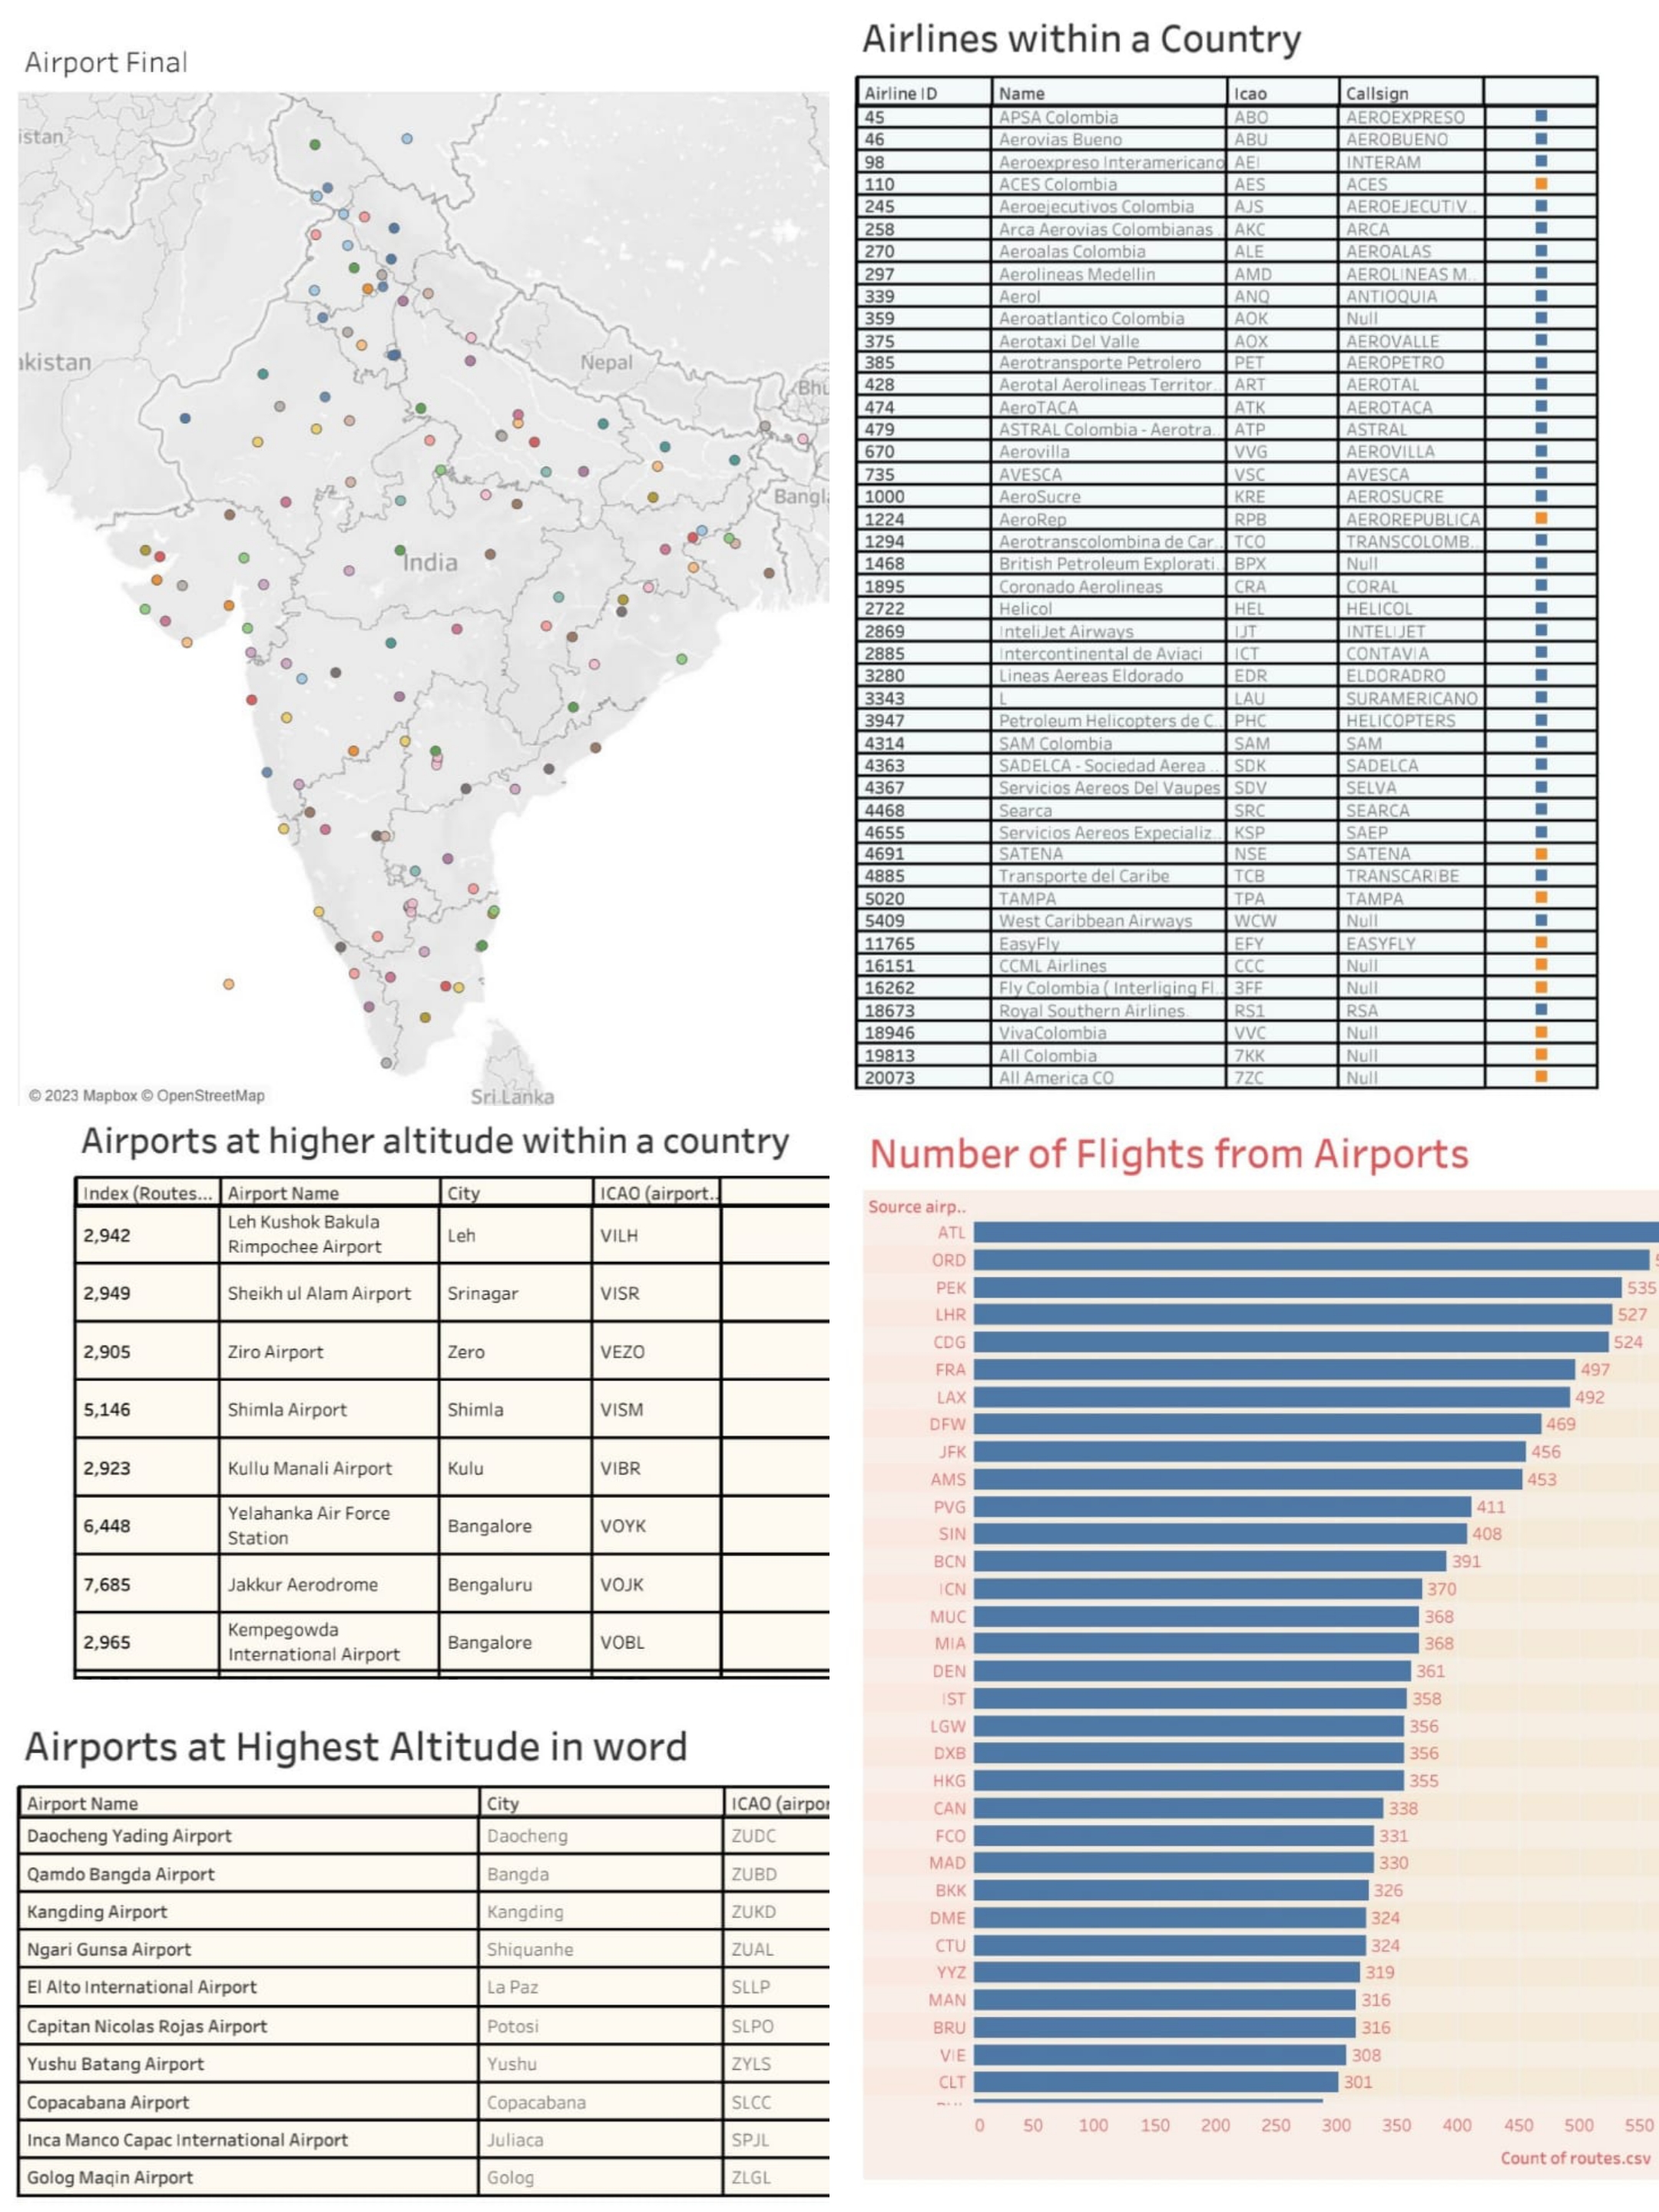 Airport Final
istan
akistan
Nepal
Bhu
Bangla
India
Sri Lanka
© 2023 Mapbox © OpenStreetMap
Airlines within a Country
Airline ID Name Icao Callsign
45 APSA Colombia ABO AEROEXPRESO
46 Aerovias Bueno ABU AEROBUENO
98 Aeroexpreso Interamericano AEI INTERAM
110 ACES Colombia AES ACES
245 Aeroejecutivos Colombia AJS AEROEJECUTIV..
258 Arca Aerovias Colombianas .. AKC ARCA
270 Aeroalas Colombia ALE AEROALAS
297 Aerolineas Medellin AMD AEROLINEAS M..
339 Aerol ANQ ANTIOQUIA
359 Aeroatlantico Colombia AOK Null
375 Aerotaxi Del Valle AOX AEROVALLE
385 Aerotransporte Petrolero PET AEROPETRO
428 Aerotal Aerolineas Territor.. ART AEROTAL
474 AeroTACA ATK AEROTACA
479 ASTRAL Colombia - Aerotra.. ATP ASTRAL
670 Aerovilla VVG AEROVILLA
735 AVESCA VSC AVESCA
1000 AeroSucre KRE AEROSUCRE
1224 AeroRep RPB AEROREPUBLICA
1294 Aerotranscolombina de Car.. TCO TRANSCOLOMB..
1468 British Petroleum Explorati.. BPX Null
1895 Coronado Aerolineas CRA CORAL
2722 Helicol HEL HELICOL
2869 InteliJet Airways IJT INTELIJET
2885 Intercontinental de Aviaci ICT CONTAVIA
3280 Lineas Aereas Eldorado EDR ELDORADRO
3343 L LAU SURAMERICANO
3947 Petroleum Helicopters de C.. PHC HELICOPTERS
4314 SAM Colombia SAM SAM
4363 SADELCA - Sociedad Aerea .. SDK SADELCA
4367 Servicios Aereos Del Vaupes SDV SELVA
4468 Searca SRC SEARCA
4655 Servicios Aereos Expecializ.. KSP SAEP
4691 SATENA NSE SATENA
4885 Transporte del Caribe TCB TRANSCARIBE
5020 TAMPA TPA TAMPA
5409 West Caribbean Airways WCW Null
11765 EasyFly EFY EASYFLY
16151 CCML Airlines CCC Null
16262 Fly Colombia ( Interliging Fl.. 3FF Null
18673 Royal Southern Airlines. RS1 RSA
18946 VivaColombia VVC Null
19813 All Colombia 7KK Null
20073 All America CO 7ZC Null
Airports at higher altitude within a country
Index (Routes... Airport Name City ICAO (airport..
2,942 Leh Kushok Bakula Rimpochee Airport Leh VILH
2,949 Sheikh ul Alam Airport Srinagar VISR
2,905 Ziro Airport Zero VEZO
5,146 Shimla Airport Shimla VISM
2,923 Kullu Manali Airport Kulu VIBR
6,448 Yelahanka Air Force Station Bangalore VOYK
7,685 Jakkur Aerodrome Bengaluru VOJK
2,965 Kempegowda International Airport Bangalore VOBL
Airports at Highest Altitude in word
Airport Name City ICAO (airpor
Daocheng Yading Airport Daocheng ZUDC
Qamdo Bangda Airport Bangda ZUBD
Kangding Airport Kangding ZUKD
Ngari Gunsa Airport Shiquanhe ZUAL
El Alto International Airport La Paz SLLP
Capitan Nicolas Rojas Airport Potosi SLPO
Yushu Batang Airport Yushu ZYLS
Copacabana Airport Copacabana SLCC
Inca Manco Capac International Airport Juliaca SPJL
Golog Maqin Airport Golog ZLGL
Number of Flights from Airports
Source airp..
ATL
ORD
PEK 535
LHR 527
CDG 524
FRA 497
LAX 492
DFW 469
JFK 456
AMS 453
PVG 411
SIN 408
BCN 391
ICN 370
MUC 368
MIA 368
DEN 361
IST 358
LGW 356
DXB 356
HKG 355
CAN 338
FCO 331
MAD 330
BKK 326
DME 324
CTU 324
YYZ 319
MAN 316
BRU 316
VIE 308
CLT 301
0 50 100 150 200 250 300 350 400 450 500 550
Count of routes.csv